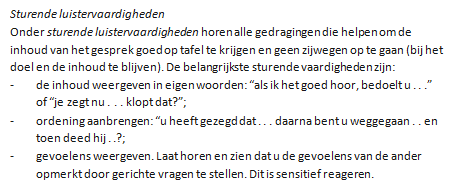 Sturende luistervaardigheden
Onder sturende luistervaardigheden horen alle gedragingen die helpen om de
inhoud van het gesprek goed op tafel te krijgen en geen zijwegen op te gaan (bij het
doel en de inhoud te blijven). De belangrijkste sturende vaardigheden zijn:
- de inhoud weergeven in eigen woorden: “als ik het goed hoor, bedoelt u . . .”
of “je zegt nu . . . klopt dat?”;
- ordening aanbrengen: “u heeft gezegd dat . . . daarna bent u weggegaan . . en
toen deed hij . .?;
- gevoelens weergeven. Laat horen en zien dat u de gevoelens van de ander
opmerkt door gerichte vragen te stellen. Dit is sensitief reageren.